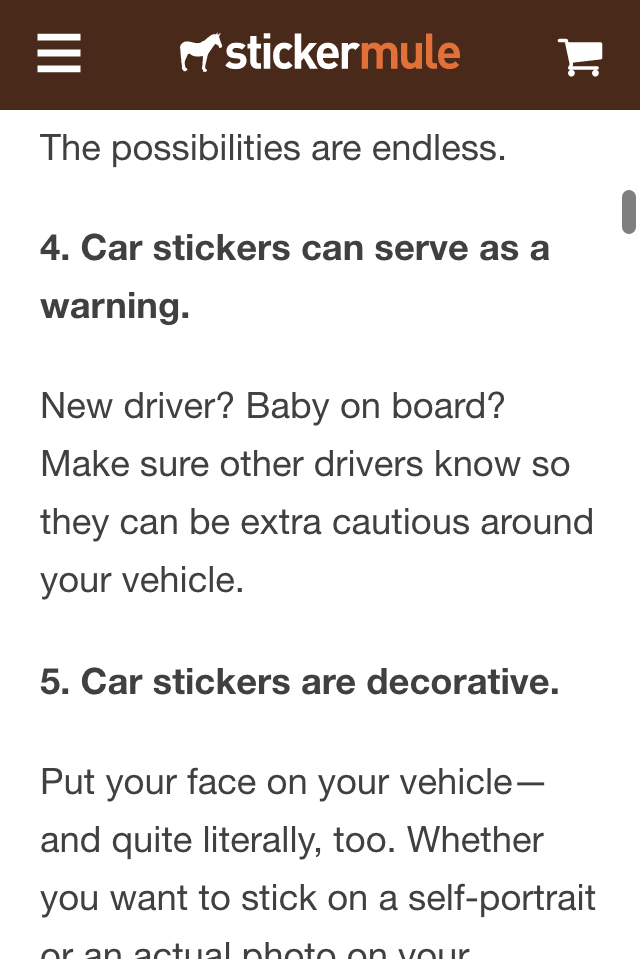 stickermule
The possibilities are endless.
4. Car stickers can serve as a
warning.
New driver? Baby on board?
Make sure other drivers know so
they can be extra cautious around
your vehicle.
5. Car stickers are decorative.
Put your face on your vehicle—
and quite literally, too. Whether
you want to stick on a self-portrait
or an actual photo on your